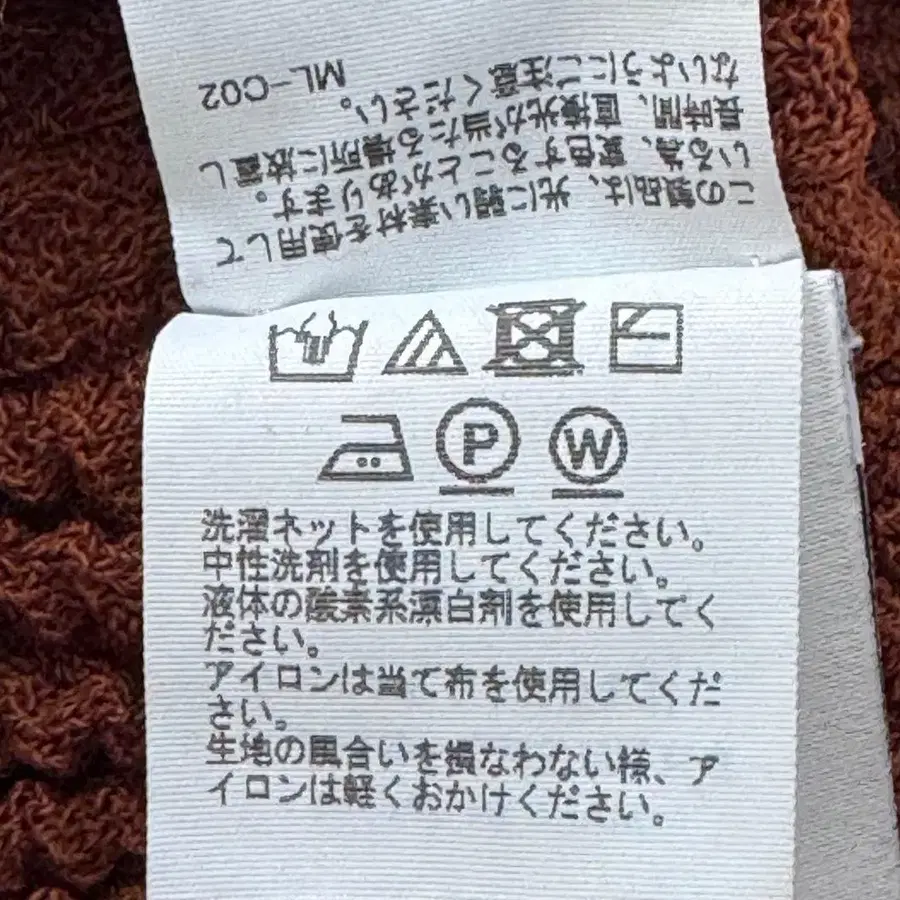 この製品は、光に弱い素材を使用して
いる為、変色することがあります。
長時間、直接光が当たる場所に放置し
ないようにご注意ください。
ML-C02
P
W
洗濯ネットを使用してください。
中性洗剤を使用してください。
液体の酸素系漂白剤を使用してく
ださい。
アイロンは当て布を使用してくだ
さい。
生地の風合いを損なわない様、ア
イロンは軽くおかけください。